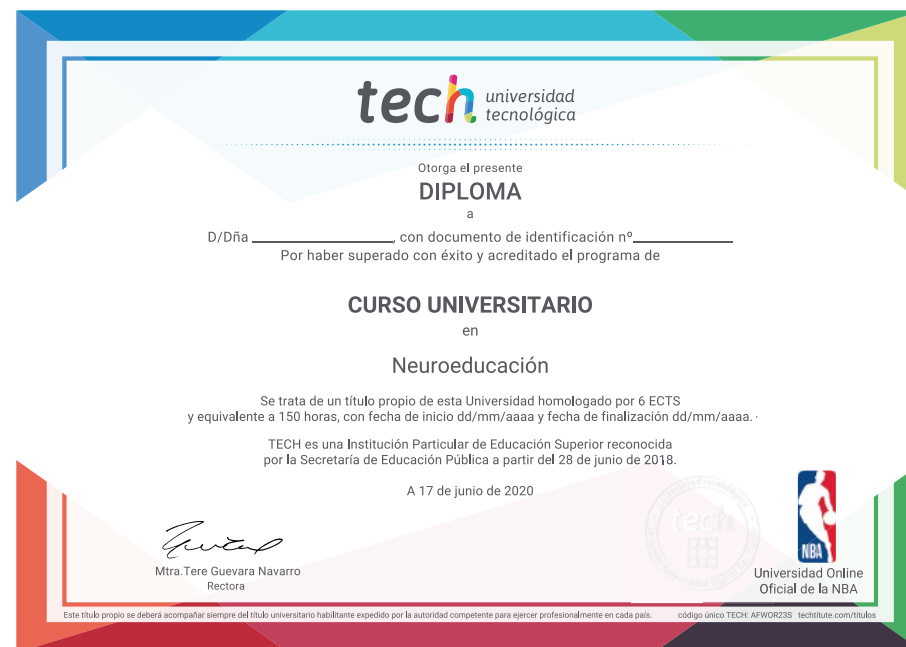 tech universidad
tecnológica
Otorga el presente
DIPLOMA
a
D/Dña ____________________, con documento de identificación nº______________
Por haber superado con éxito y acreditado el programa de
CURSO UNIVERSITARIO
en
Neuroeducación
Se trata de un título propio de esta Universidad homologado por 6 ECTS
y equivalente a 150 horas, con fecha de inicio dd/mm/aaaa y fecha de finalización dd/mm/aaaa.
TECH es una Institución Particular de Educación Superior reconocida
por la Secretaría de Educación Pública a partir del 28 de junio de 2018.
A 17 de junio de 2020
tech
NBA
Mtra.Tere Guevara Navarro
Rectora
Universidad Online
Oficial de la NBA
Este título propio se deberá acompañar siempre del título universitario habilitante expedido por la autoridad competente para ejercer profesionalmente en cada país. código único TECH: AFWOR23S techtitute.com/titulos